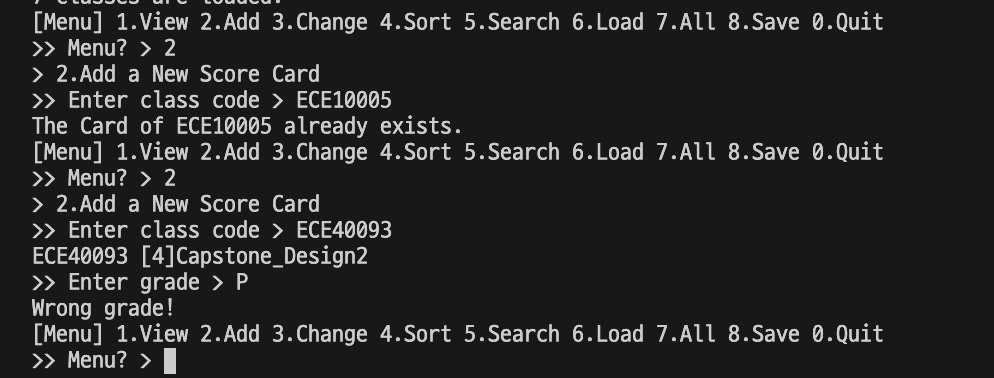 7 classes are loaded.
[Menu] 1.View 2.Add 3.Change 4.Sort 5.Search 6.Load 7.All 8.Save 0.Quit
>> Menu? > 2
> 2.Add a New Score Card
>> Enter class code > ECE10005
The Card of ECE10005 already exists.
[Menu] 1.View 2.Add 3.Change 4.Sort 5.Search 6.Load 7.All 8.Save 0.Quit
>> Menu? > 2
> 2.Add a New Score Card
>> Enter class code > ECE40093
ECE40093 [4]Capstone_Design2
>> Enter grade > P
Wrong grade!
[Menu] 1.View 2.Add 3.Change 4.Sort 5.Search 6.Load 7.All 8.Save 0.Quit
>> Menu? >